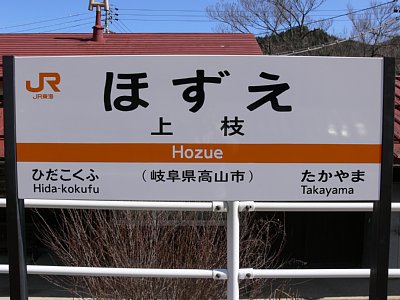 JR
JR東海
ほずえ
上枝
Hozue
ひだこくふ
Hida-kokufu
(岐阜県高山市)
たかやま
Takayama